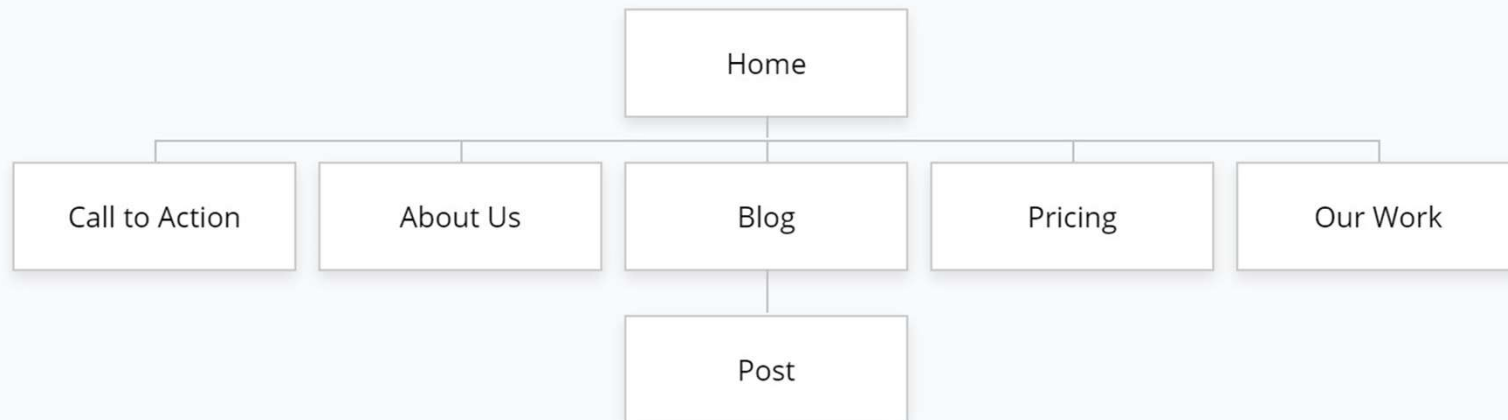 Home
Call to Action
About Us
Blog
Pricing
Our Work
Post